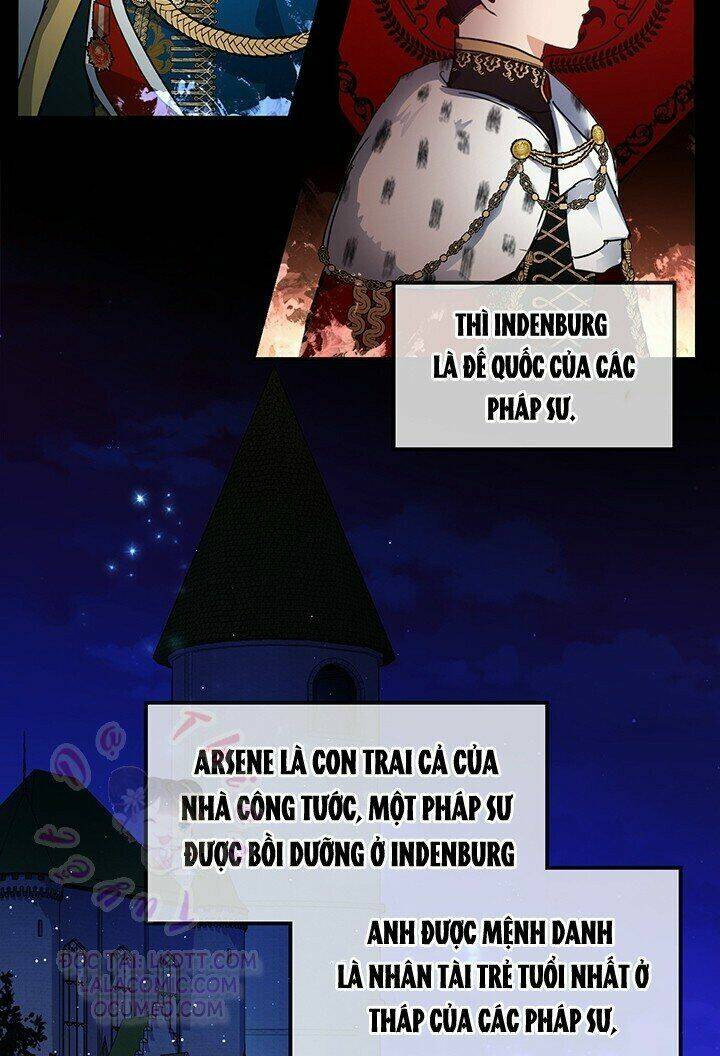 THÌ INDENBURG
LÀ ĐẾ QUỐC CỦA CÁC
PHÁP SƯ.
ARSENE LÀ CON TRAI CẢ CỦA
NHÀ CÔNG TƯỚC, MỘT PHÁP SƯ
ĐƯỢC BỒI DƯỠNG Ở INDENBURG
ANH ĐƯỢC MỆNH DANH
LÀ NHÂN TÀI TRẺ TUỔI NHẤT Ở
THÁP CỦA CÁC PHÁP SƯ,
ĐỌC TẠI: LKOTT.COM
YALACOMIC.COM
OCUMEO.COM